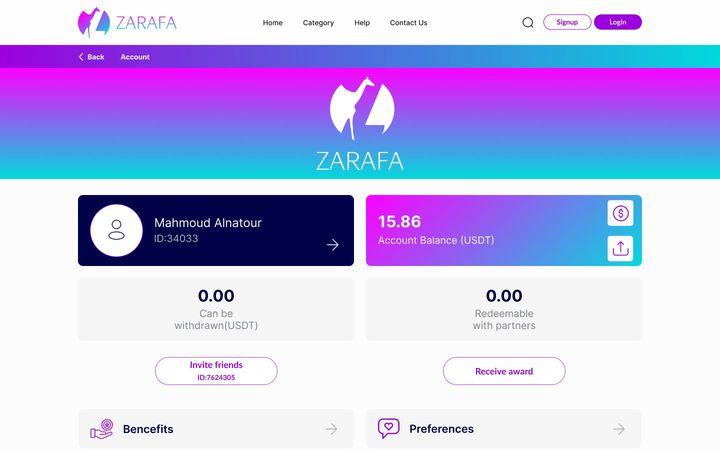 ZARAFA
Home Category Help Contact Us
Signup Login
Back Account
ZARAFA
Mahmoud Alnatour
ID:34033
15.86
Account Balance (USDT)
0.00
Can be
withdrawn(USDT)
0.00
Redeemable
with partners
Invite friends
ID:7624305
Receive award
Bencefits
Preferences